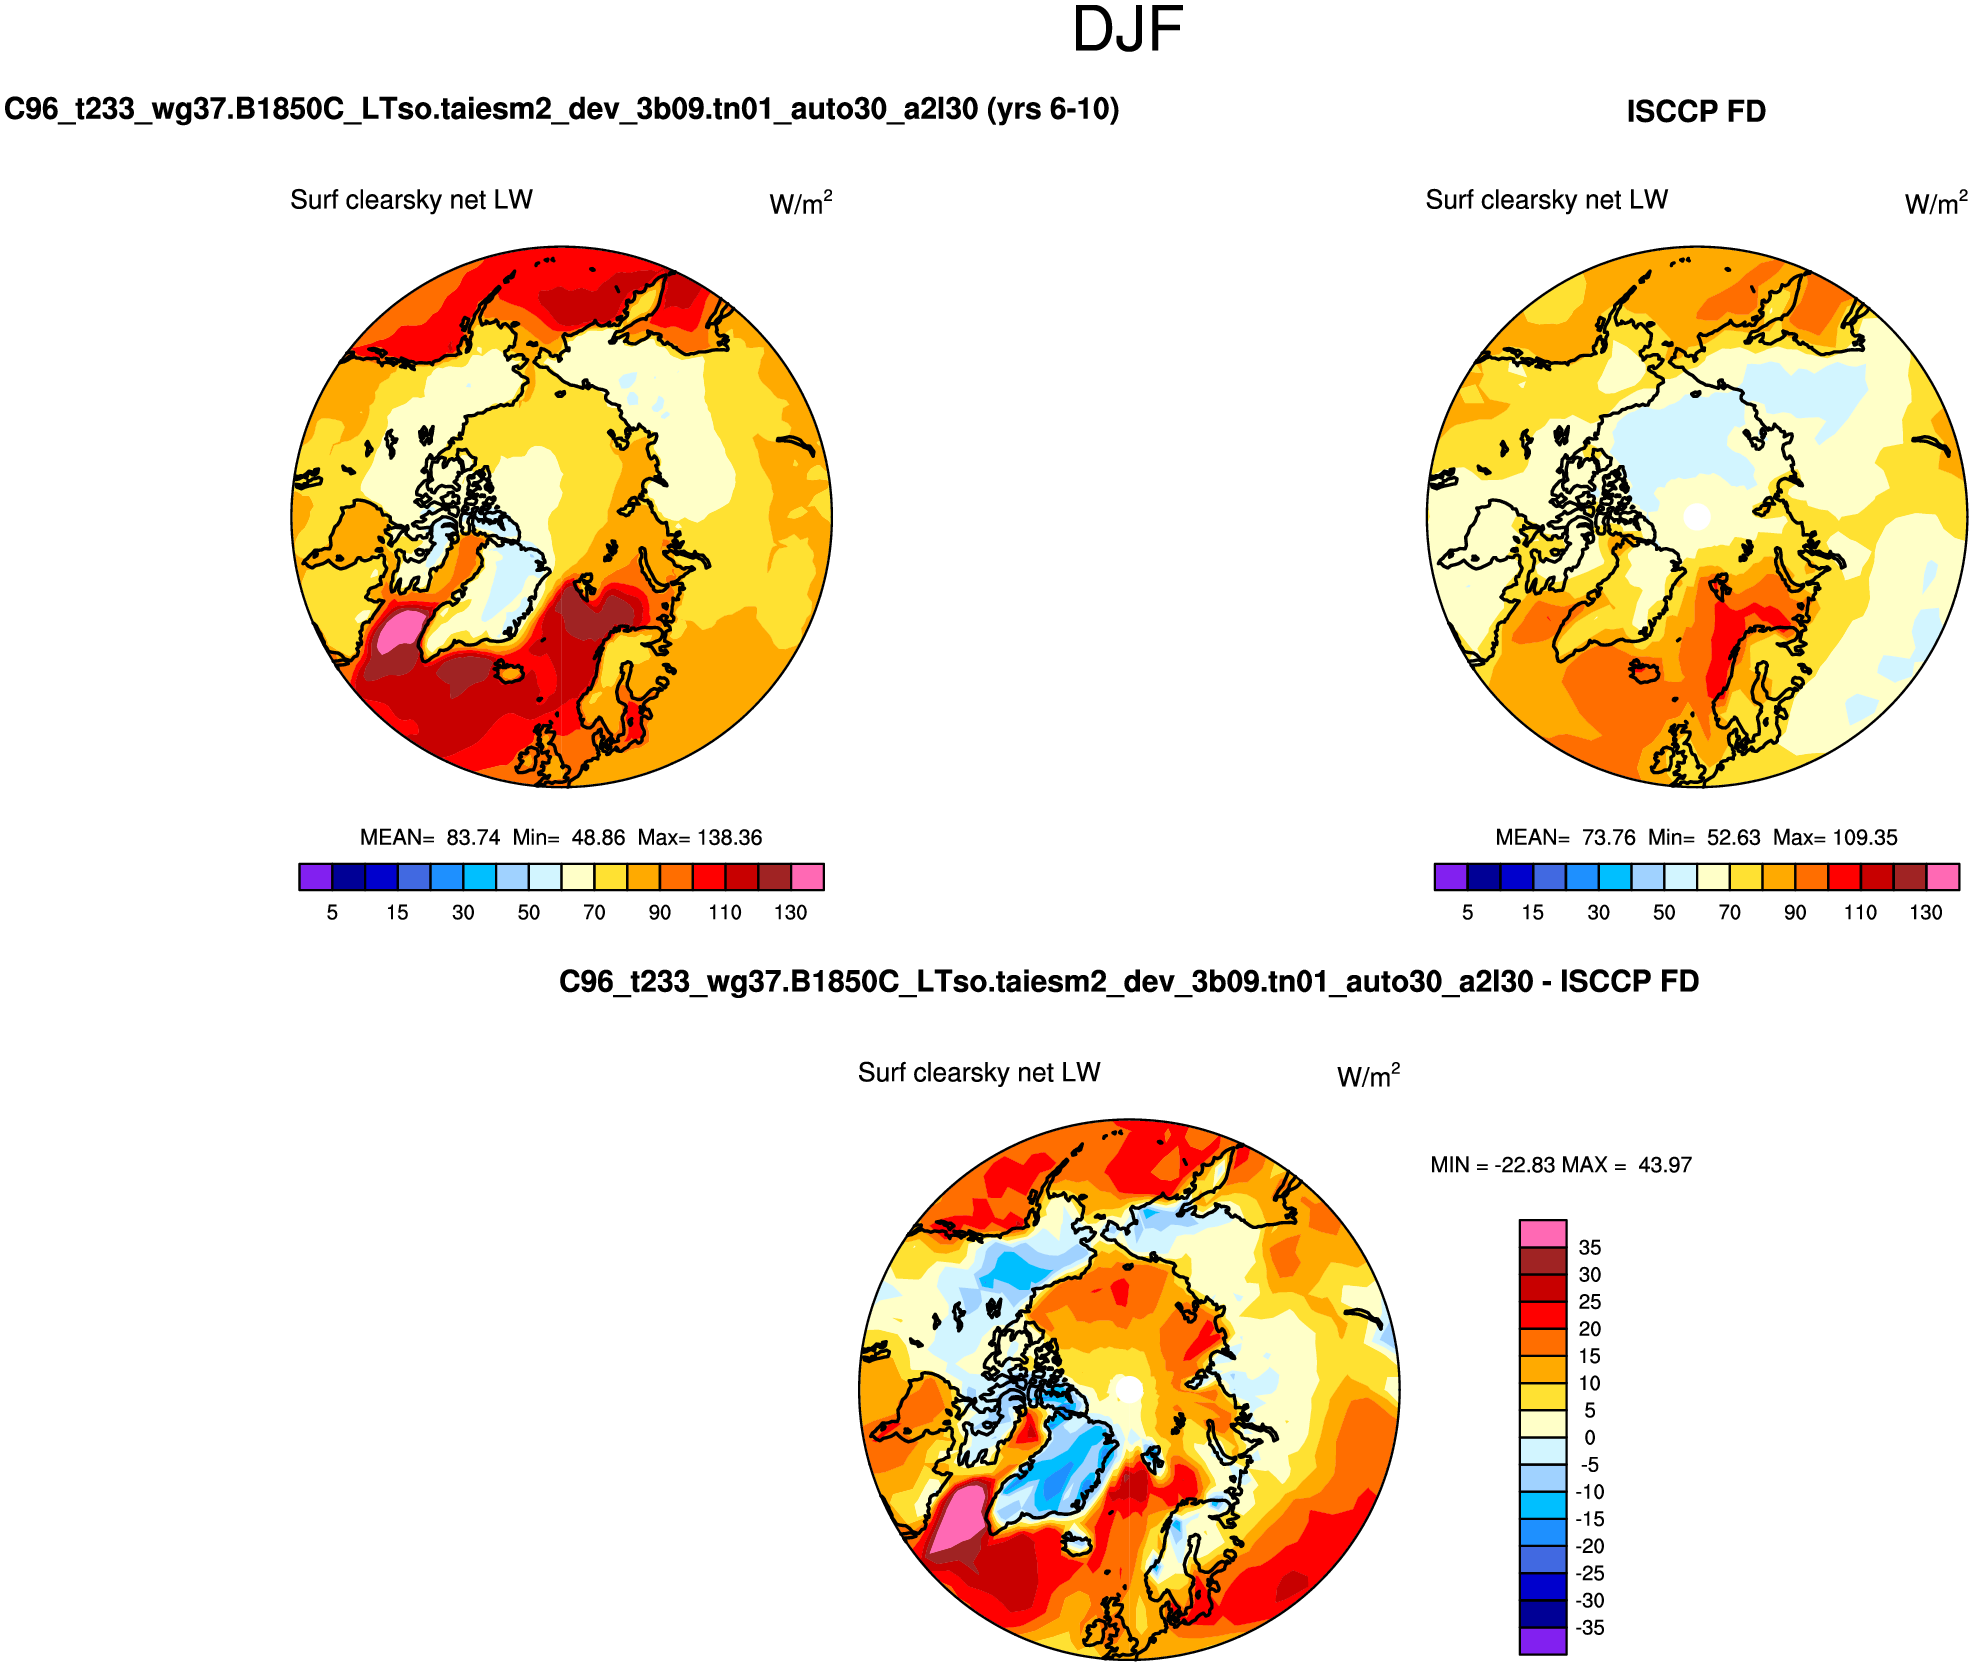 DJF
C96_t233_wg37.B1850C_LTso.taiesm2_dev_3b09.tn01_auto30_a2l30 (yrs 6-10)
ISCCP FD
Surf clearsky net LW W/m²
Surf clearsky net LW W/m²
MEAN= 83.74 Min= 48.86 Max= 138.36
MEAN= 73.76 Min= 52.63 Max= 109.35
5 15 30 50 70 90 110 130
5 15 30 50 70 90 110 130
C96_t233_wg37.B1850C_LTso.taiesm2_dev_3b09.tn01_auto30_a2l30 - ISCCP FD
Surf clearsky net LW W/m²
MIN = -22.83 MAX = 43.97
35
30
25
20
15
10
5
0
-5
-10
-15
-20
-25
-30
-35